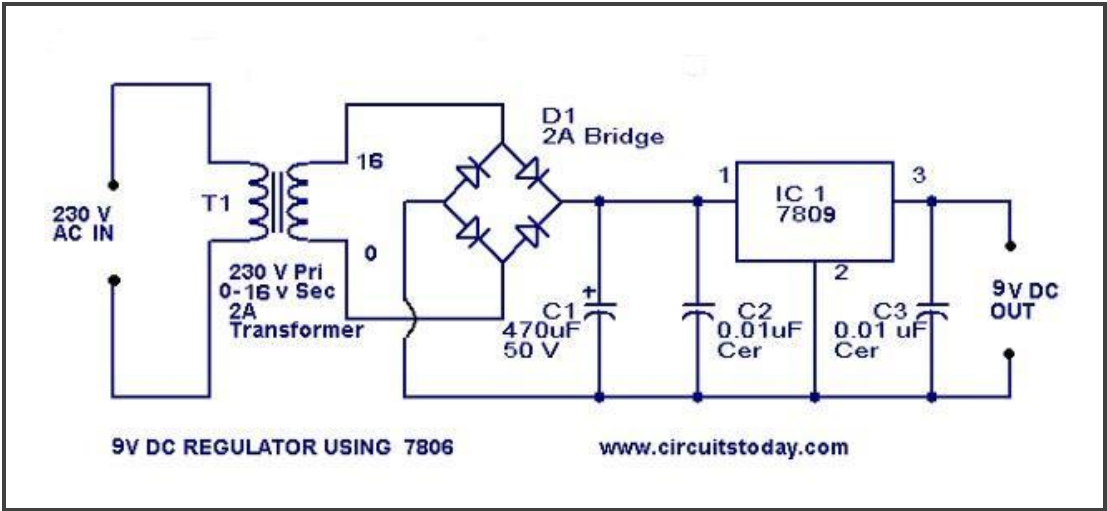 D1
2A Bridge
16
T1
230 V
AC IN
0
230 V Pri
0-16 v Sec
2A
Transformer
1
IC 1
7809
3
2
+
C1
470uF
50 V
C2
0.01uF
Cer
C3
0.01 uF
Cer
9V DC
OUT
9V DC REGULATOR USING 7806
www.circuitstoday.com